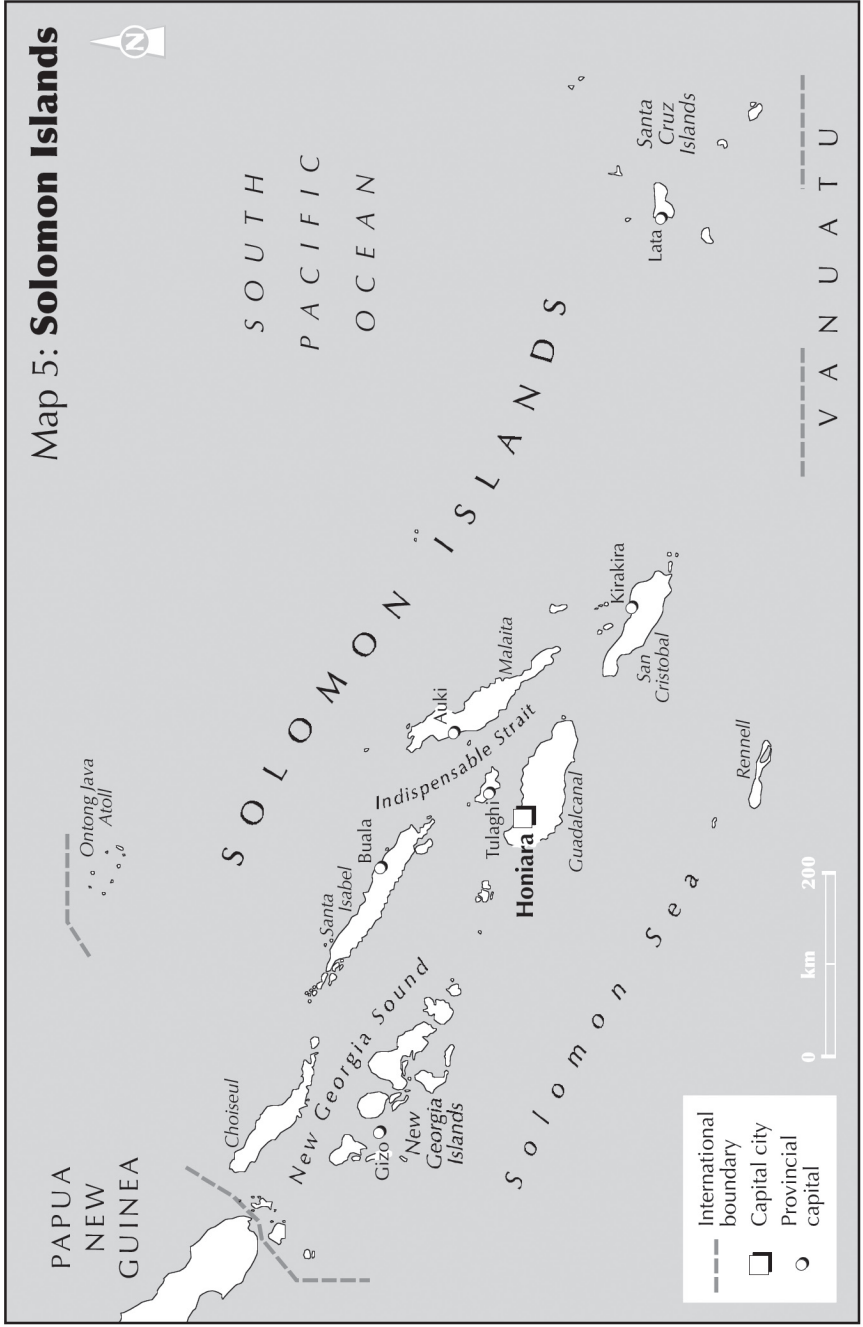 Map 5: Solomon Islands
N
PAPUA
NEW
GUINEA
Ontong Java
Atoll
SOUTH
PACIFIC
OCEAN
SOLOMON ISLANDS
Choiseul
New Georgia Sound
Santa
Isabel
Buala
Gizo
New
Georgia
Islands
Indispensable Strait
Auki
Malaita
Tulaghi
Honiara
Guadalcanal
Kirakira
San
Cristobal
Rennell
Lata
Santa
Cruz
Islands
Solomon Sea
VANUATU
International
boundary
Capital city
Provincial
capital
0 km 200